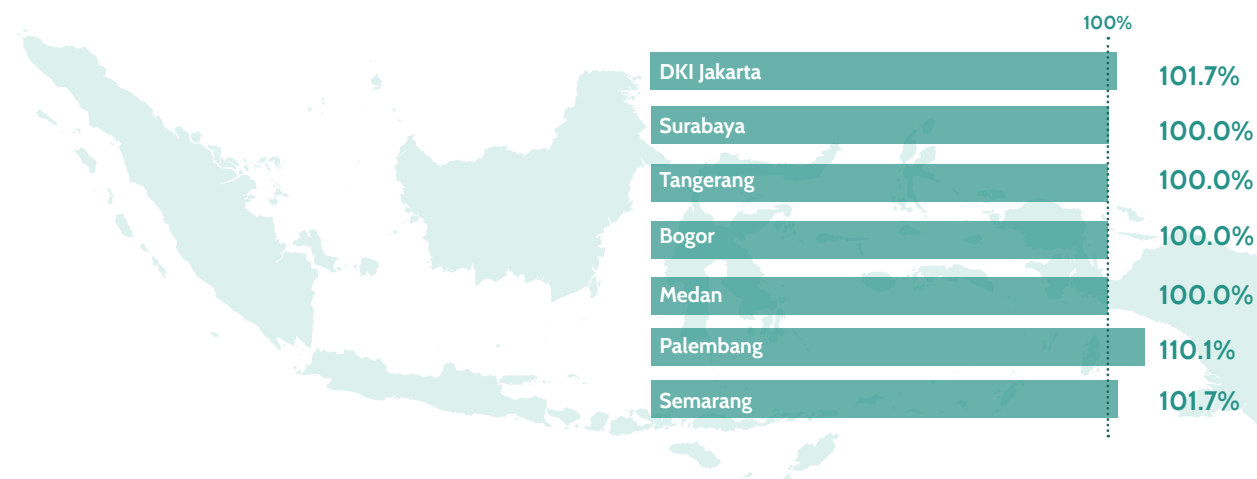 100%
DKI Jakarta 101.7%
Surabaya 100.0%
Tangerang 100.0%
Bogor 100.0%
Medan 100.0%
Palembang 110.1%
Semarang 101.7%